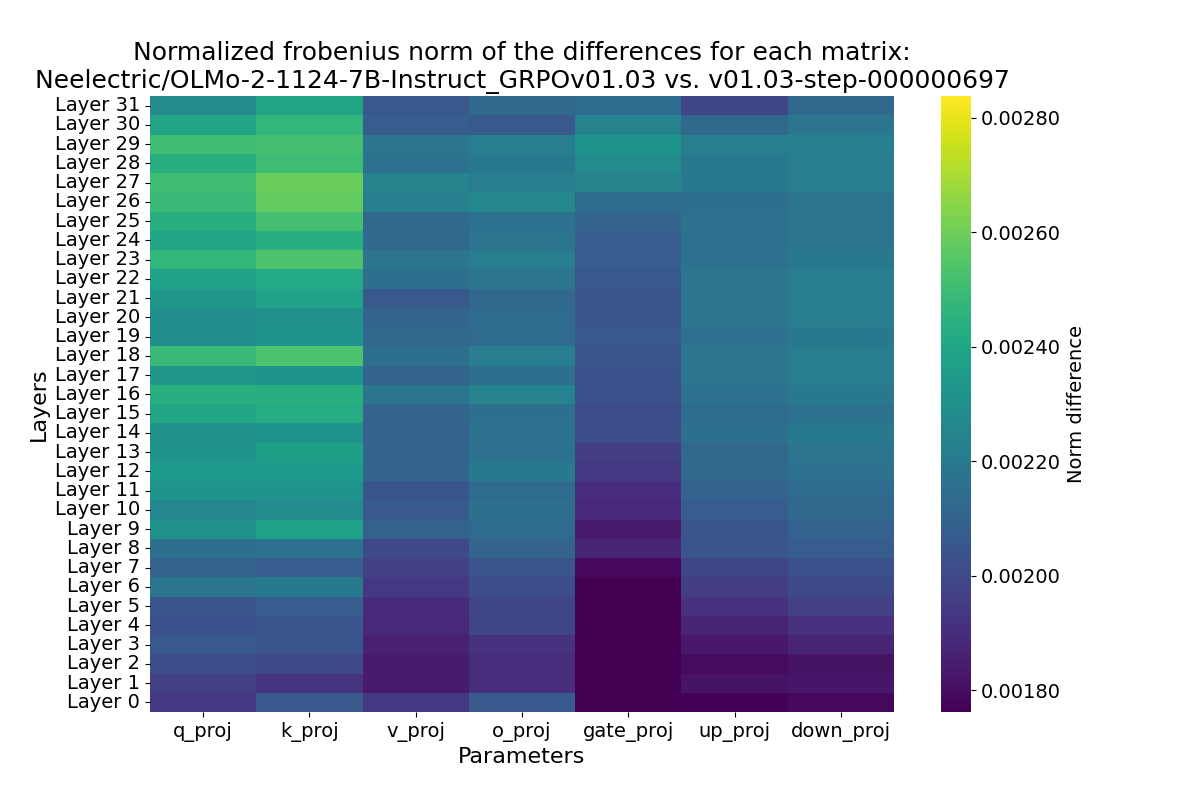 Normalized frobenius norm of the differences for each matrix:
Neelectric/OLMo-2-1124-7B-Instruct_GRPOv01.03 vs. v01.03-step-000000697
Layers
Layer 31
Layer 30
Layer 29
Layer 28
Layer 27
Layer 26
Layer 25
Layer 24
Layer 23
Layer 22
Layer 21
Layer 20
Layer 19
Layer 18
Layer 17
Layer 16
Layer 15
Layer 14
Layer 13
Layer 12
Layer 11
Layer 10
Layer 9
Layer 8
Layer 7
Layer 6
Layer 5
Layer 4
Layer 3
Layer 2
Layer 1
Layer 0
q_proj k_proj v_proj o_proj gate_proj up_proj down_proj
Parameters
0.00280
0.00260
0.00240
0.00220
0.00200
0.00180
Norm difference